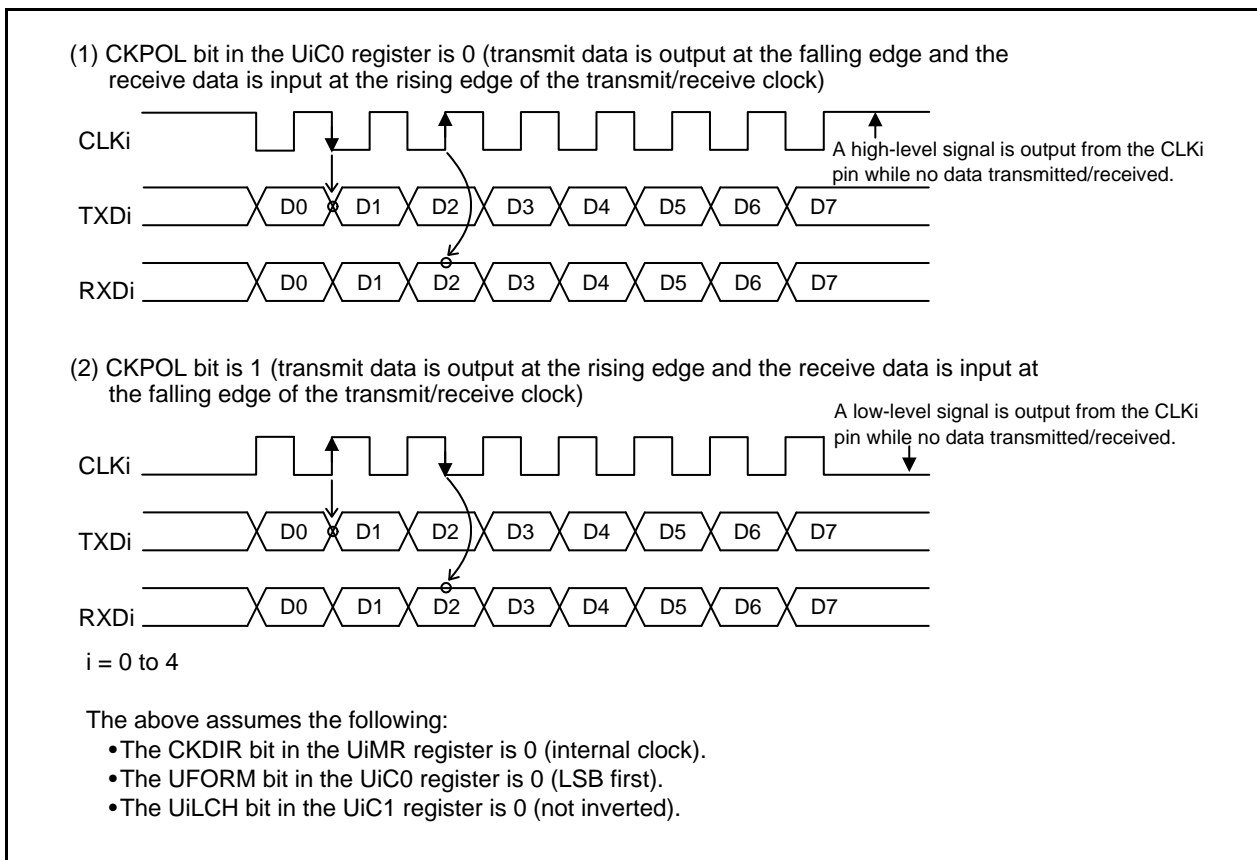 (1) CKPOL bit in the UiC0 register is 0 (transmit data is output at the falling edge and the
receive data is input at the rising edge of the transmit/receive clock)
CLKi
A high-level signal is output from the CLKi
pin while no data transmitted/received.
TXDi D0 D1 D2 D3 D4 D5 D6 D7
RXDi D0 D1 D2 D3 D4 D5 D6 D7
(2) CKPOL bit is 1 (transmit data is output at the rising edge and the receive data is input at
the falling edge of the transmit/receive clock)
A low-level signal is output from the CLKi
pin while no data transmitted/received.
CLKi
TXDi D0 D1 D2 D3 D4 D5 D6 D7
RXDi D0 D1 D2 D3 D4 D5 D6 D7
i = 0 to 4
The above assumes the following:
•The CKDIR bit in the UiMR register is 0 (internal clock).
•The UFORM bit in the UiC0 register is 0 (LSB first).
•The UiLCH bit in the UiC1 register is 0 (not inverted).